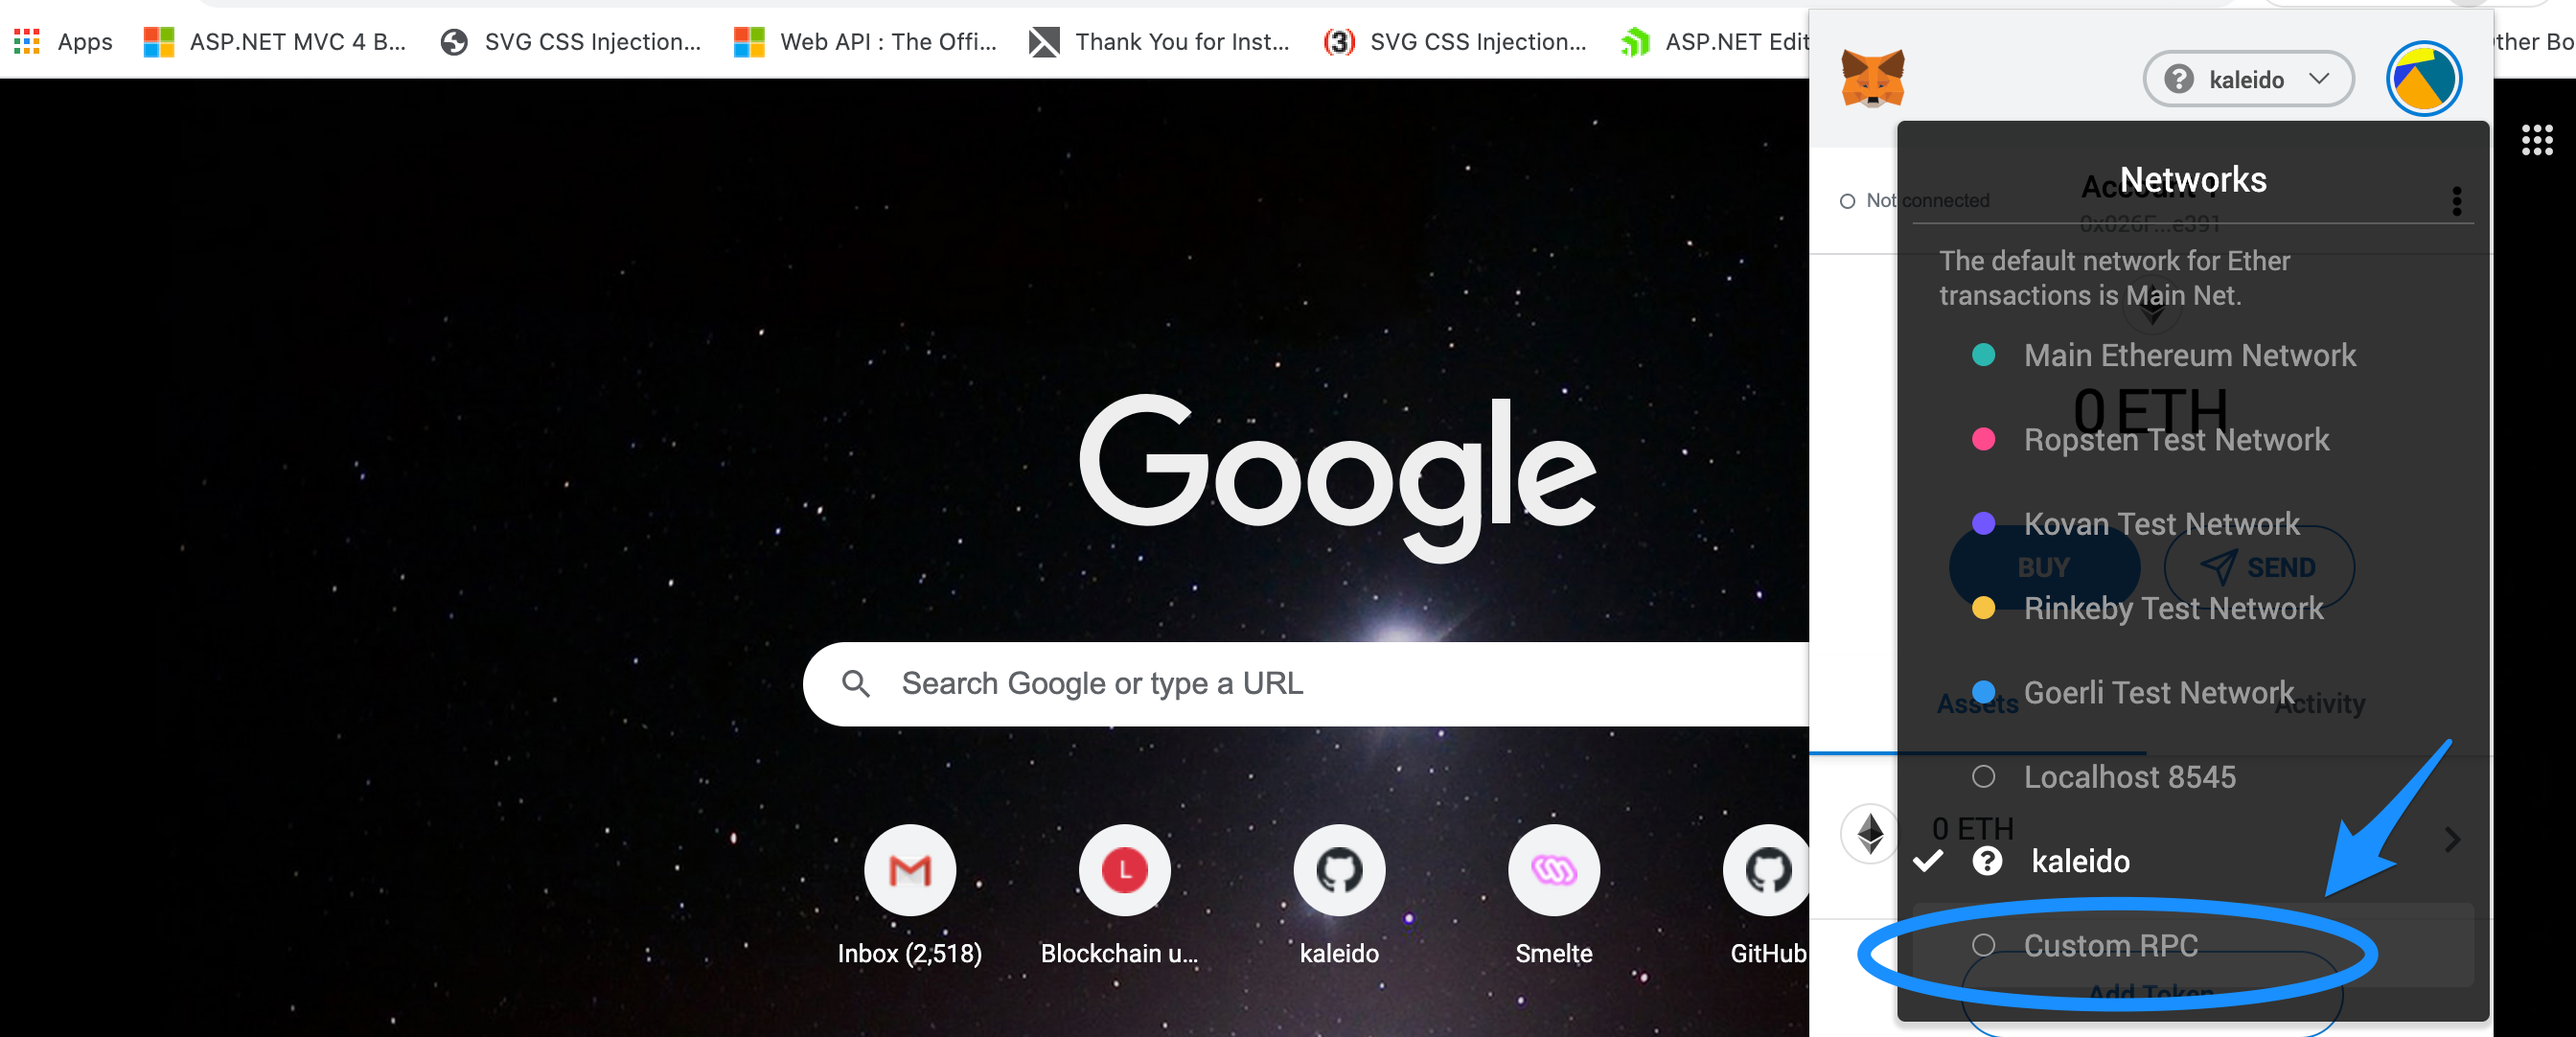 Apps
ASP.NET MVC 4 B...
SVG CSS Injection...
Web API : The Offi...
Thank You for Inst...
(3)
SVG CSS Injection...
ASP.NET Edit
ther Bo
kaleido
Not connected
Account 1
0x026F...e391
Networks
The default network for Ether
transactions is Main Net.
Main Ethereum Network
0 ETH
Ropsten Test Network
Kovan Test Network
BUY
SEND
Rinkeby Test Network
Goerli Test Network
Assets
Activity
Localhost 8545
0 ETH
kaleido
Custom RPC
Add Token
Google
Search Google or type a URL
L
Inbox (2,518)
Blockchain u...
kaleido
Smelte
GitHub